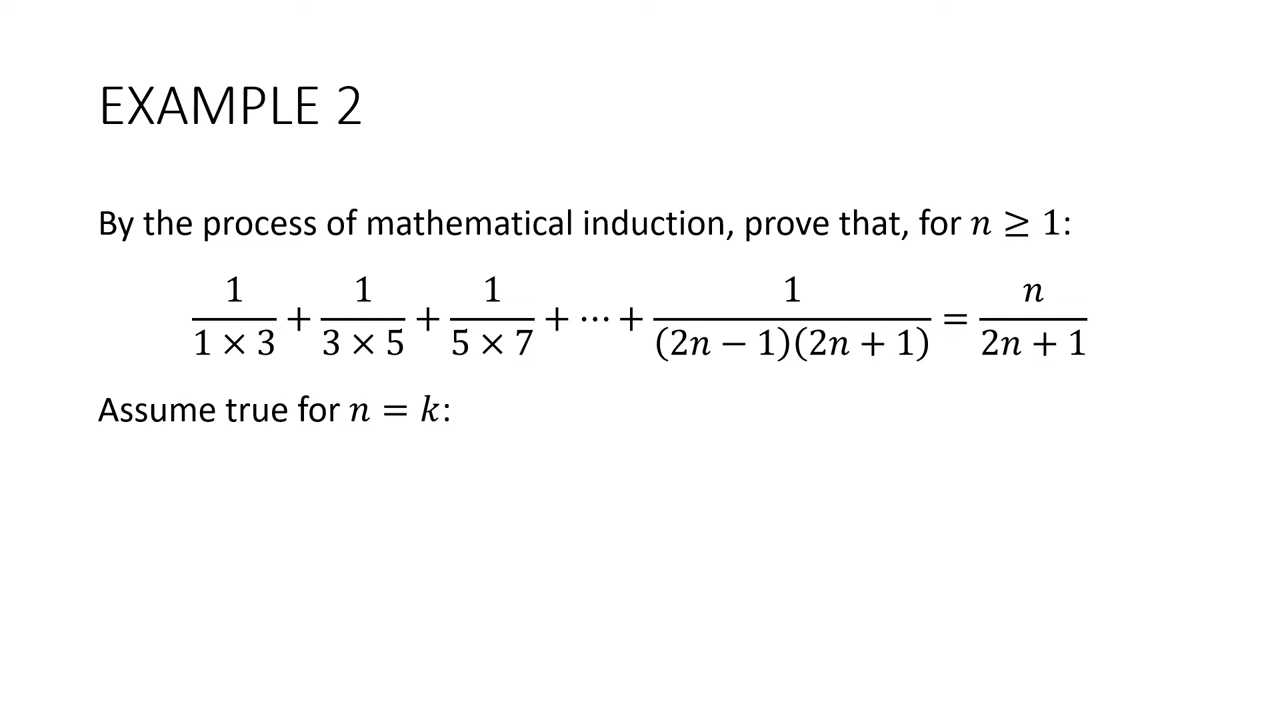 EXAMPLE 2
By the process of mathematical induction, prove that, for 𝑛 ≥ 1:
1/(1 × 3) + 1/(3 × 5) + 1/(5 × 7) + ⋯ + 1/((2𝑛 − 1)(2𝑛 + 1)) = 𝑛/(2𝑛 + 1)
Assume true for 𝑛 = 𝑘: